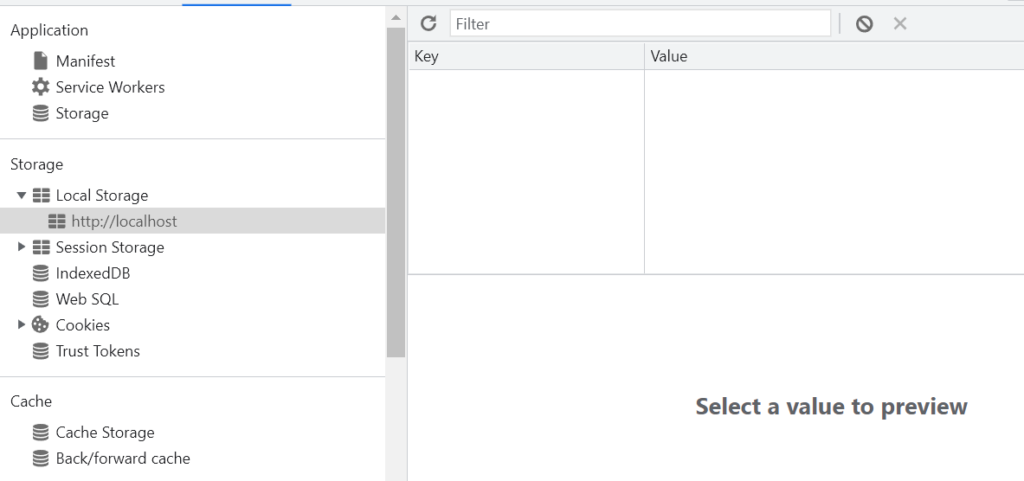 Application
Manifest
Service Workers
Storage
Storage
Local Storage
http://localhost
Session Storage
IndexedDB
Web SQL
Cookies
Trust Tokens
Cache
Cache Storage
Back/forward cache
Filter
Key Value
Select a value to preview